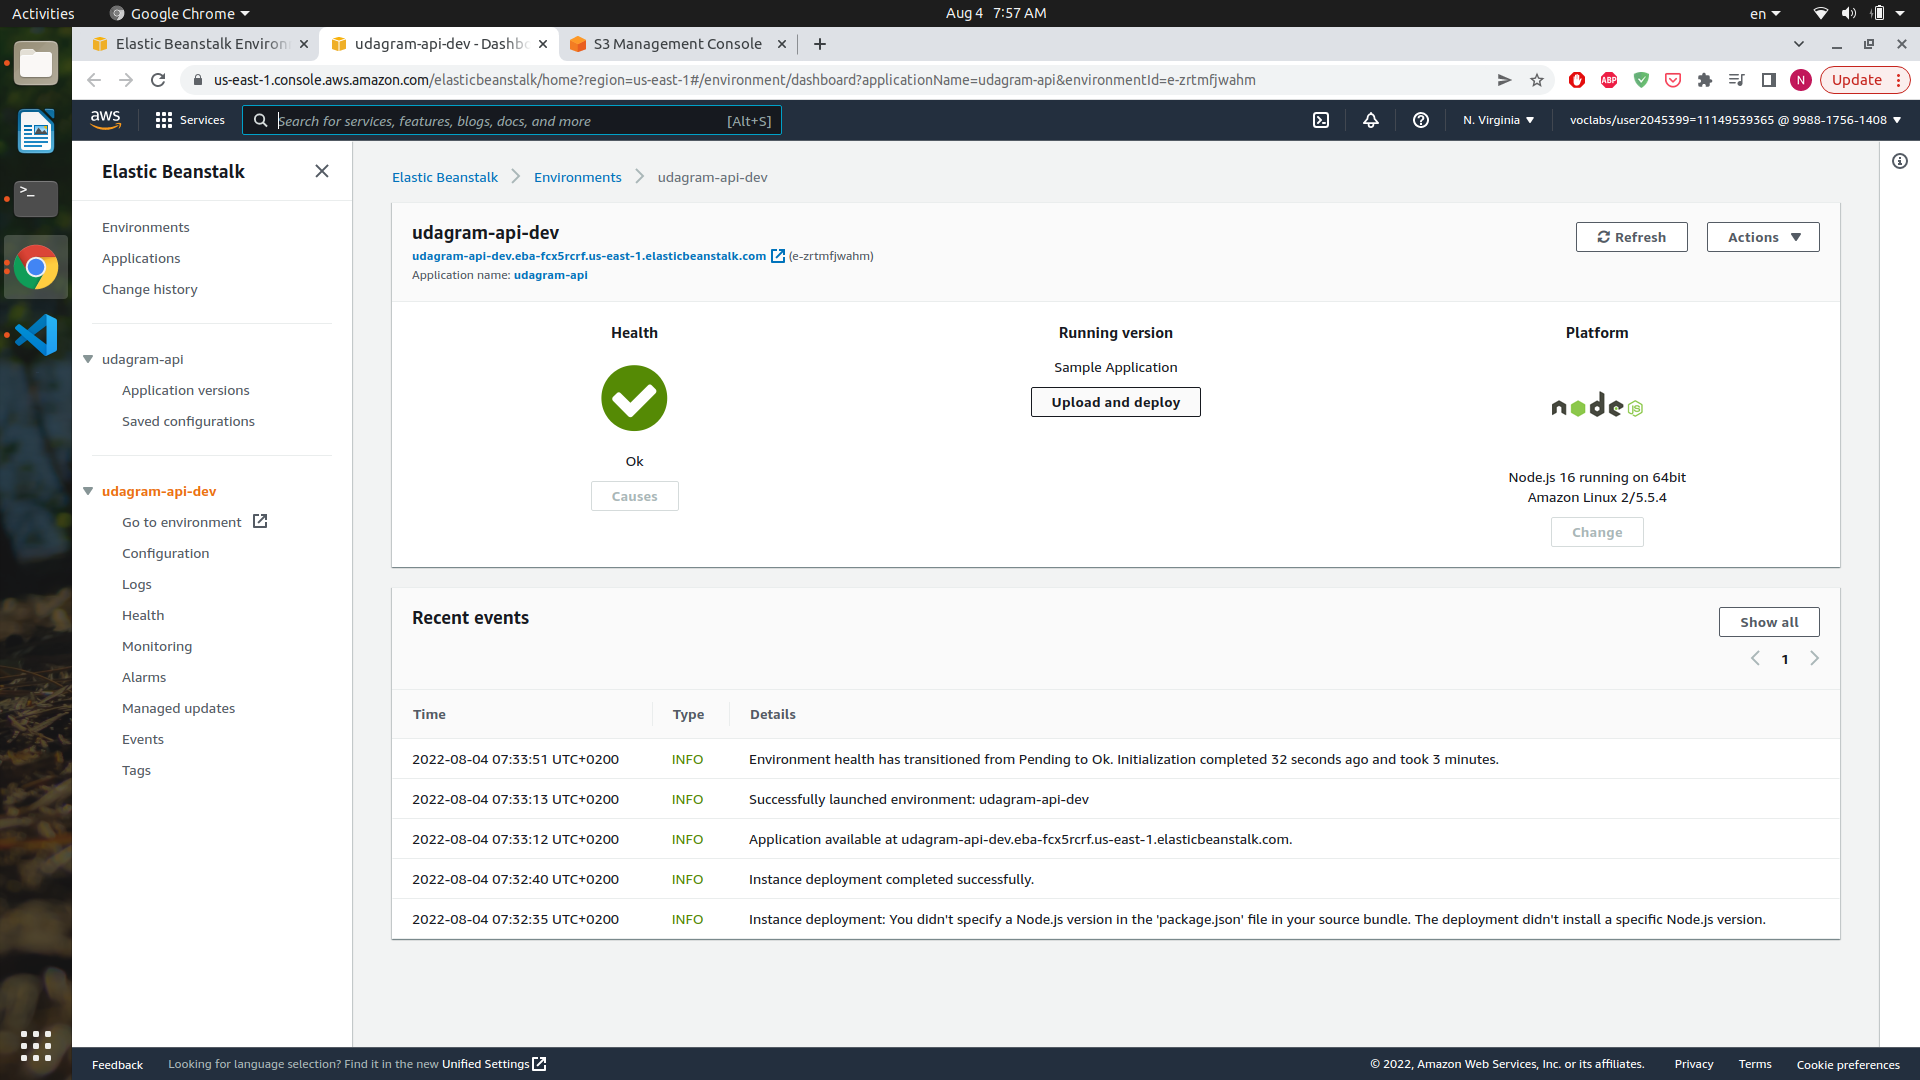 Activities
Google Chrome
Aug 4 7:57 AM
en
Elastic Beanstalk Environ
udagram-api-dev - Dashbo
S3 Management Console
us-east-1.console.aws.amazon.com/elasticbeanstalk/home?region=us-east-1#/environment/dashboard?applicationName=udagram-api&environmentId=e-zrtmfjwahm
ABP
N
Update
aws
Services
Search for services, features, blogs, docs, and more
[Alt+S]
N. Virginia
voclabs/user2045399=11149539365 @ 9988-1756-1408
Elastic Beanstalk
Environments
Applications
Change history
udagram-api
Application versions
Saved configurations
udagram-api-dev
Go to environment
Configuration
Logs
Health
Monitoring
Alarms
Managed updates
Events
Tags
Elastic Beanstalk
Environments
udagram-api-dev
udagram-api-dev
udagram-api-dev.eba-fcx5rcrf.us-east-1.elasticbeanstalk.com (e-zrtmfjwahm)
Application name: udagram-api
Refresh
Actions
Health
Ok
Causes
Running version
Sample Application
Upload and deploy
Platform
node JS
Node.js 16 running on 64bit
Amazon Linux 2/5.5.4
Change
Recent events
Show all
1
Time Type Details
2022-08-04 07:33:51 UTC+0200 INFO Environment health has transitioned from Pending to Ok. Initialization completed 32 seconds ago and took 3 minutes.
2022-08-04 07:33:13 UTC+0200 INFO Successfully launched environment: udagram-api-dev
2022-08-04 07:33:12 UTC+0200 INFO Application available at udagram-api-dev.eba-fcx5rcrf.us-east-1.elasticbeanstalk.com.
2022-08-04 07:32:40 UTC+0200 INFO Instance deployment completed successfully.
2022-08-04 07:32:35 UTC+0200 INFO Instance deployment: You didn't specify a Node.js version in the 'package.json' file in your source bundle. The deployment didn't install a specific Node.js version.
Feedback
Looking for language selection? Find it in the new Unified Settings
© 2022, Amazon Web Services, Inc. or its affiliates.
Privacy
Terms
Cookie preferences